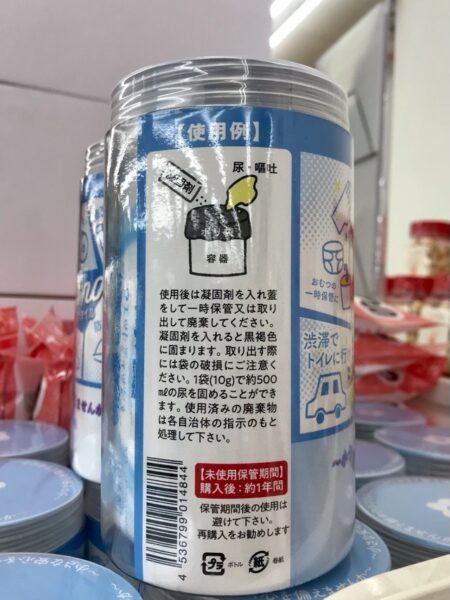 【使用例】
尿・嘔吐
凝固剤
容器
使用後は凝固剤を入れ蓋
をして一時保管又は取り
出して廃棄してください。
凝固剤を入れると黒褐色
に固まります。取り出す際
には袋の破損にご注意く
ださい。1袋(10g)で約500
mlの尿を固めることができ
ます。使用済みの廃棄物
は各自治体の指示のもと
処理して下さい。
【未使用保管期間】
購入後:約1年間
保管期間後の使用は
避けて下さい。
再購入をお勧めします
4 536799 014844
プラ
ボトル
紙
巻紙
おむつの
一時保管に
渋滞で
トイレに行